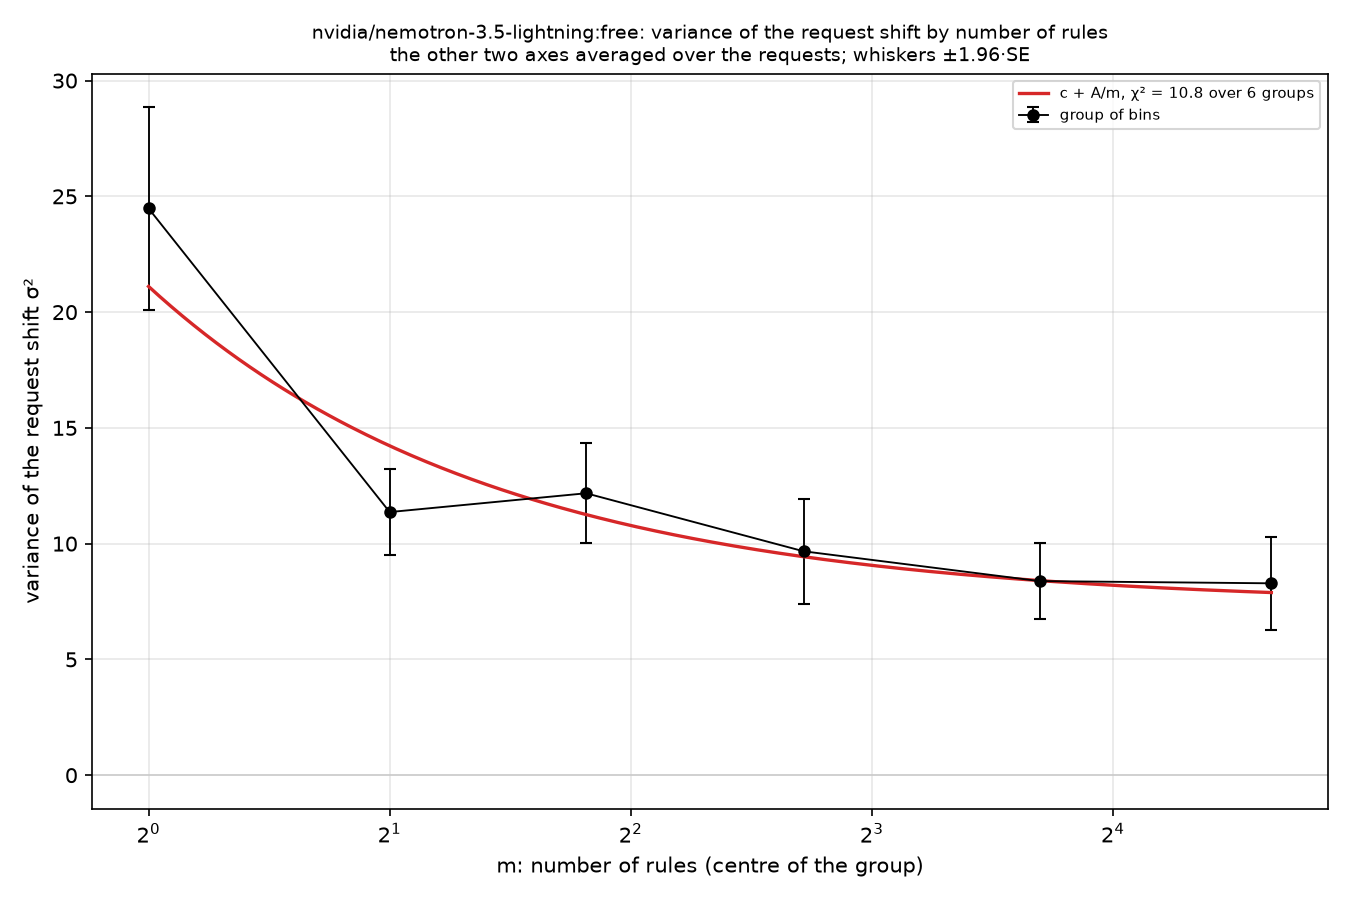 nvidia/nemotron-3.5-lightning:free: variance of the request shift by number of rules
the other two axes averaged over the requests; whiskers ±1.96·SE
c + A/m, χ² = 10.8 over 6 groups
group of bins
variance of the request shift σ²
30
25
20
15
10
5
0
2⁰ 2¹ 2² 2³ 2⁴
m: number of rules (centre of the group)